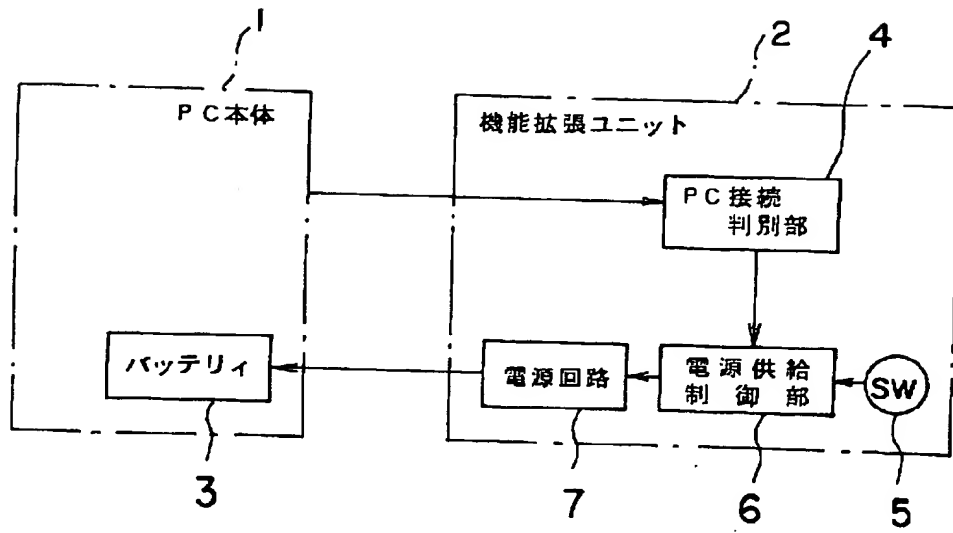 1
2
4
PC本体
機能拡張ユニット
PC接続
判別部
バッテリィ
電源回路
電源供給
制御部
SW
3
7
6
5